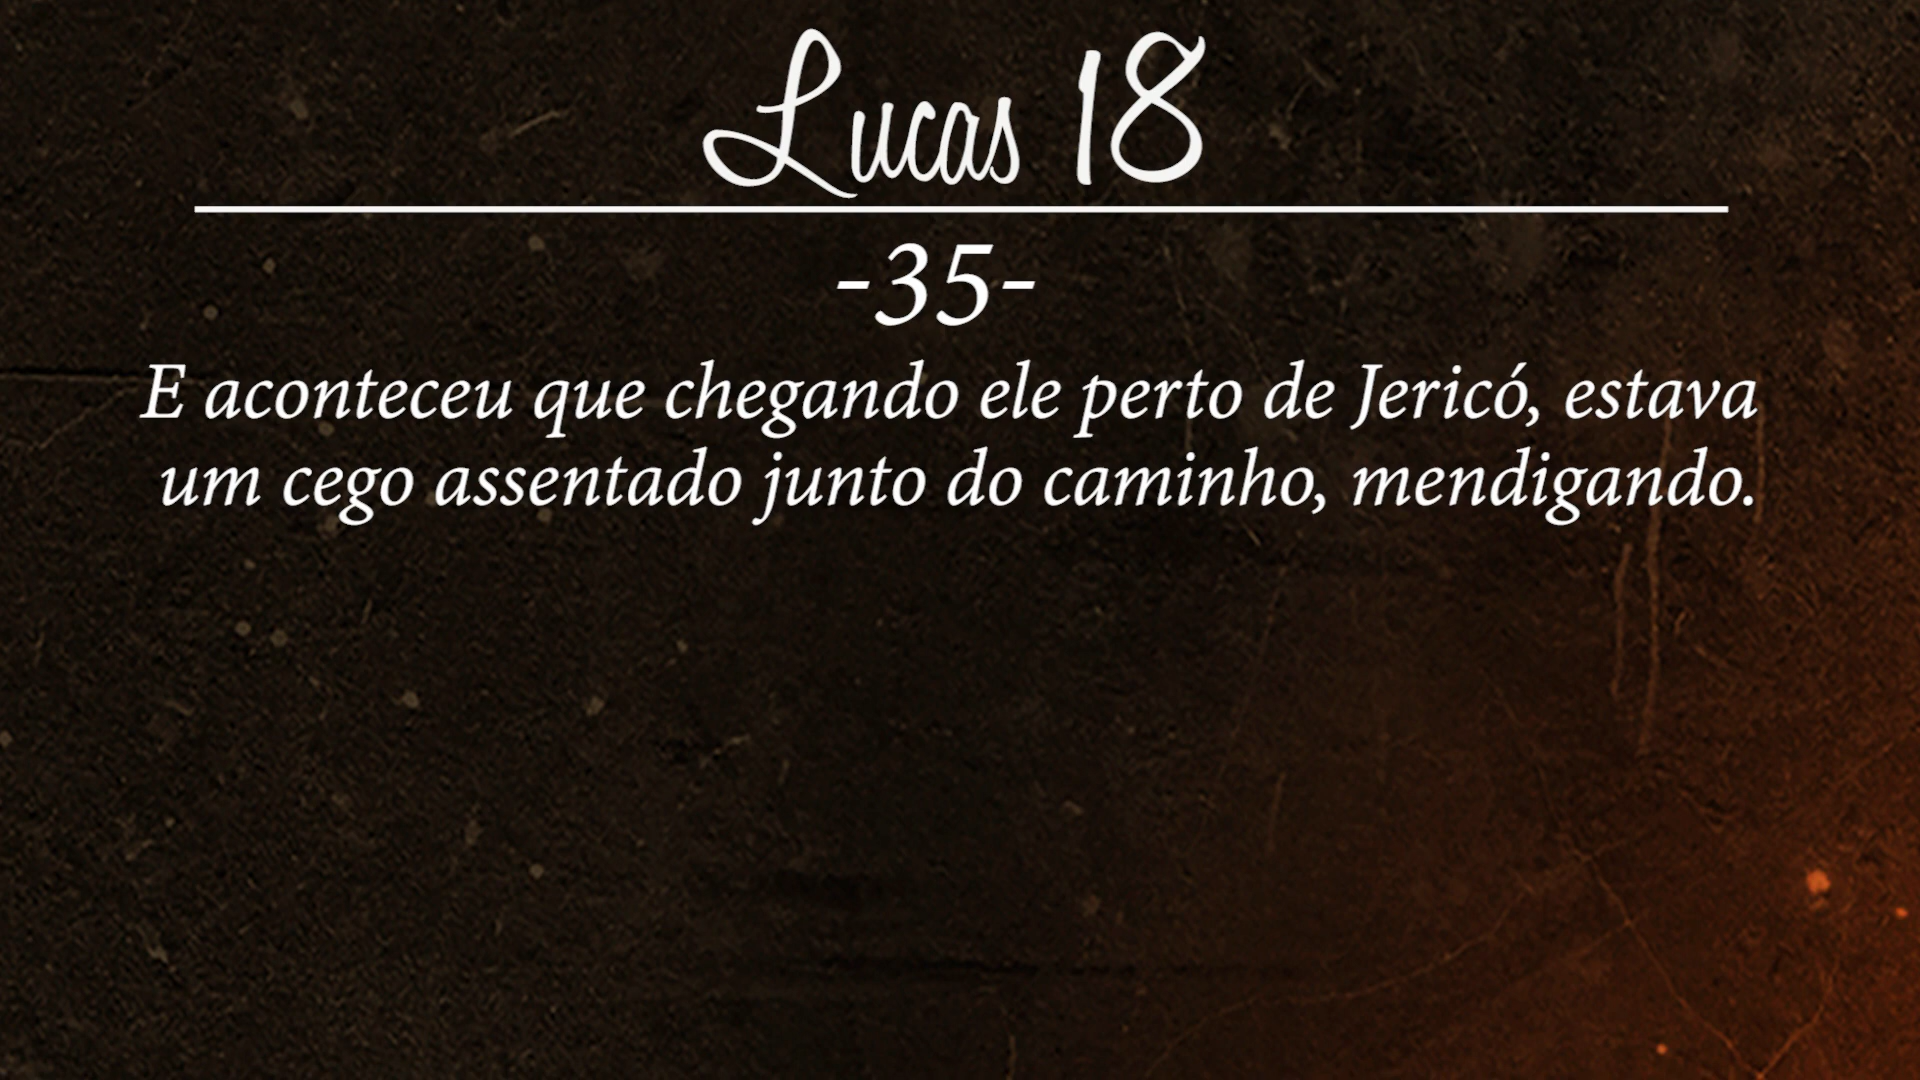 Lucas 18
-35-
E aconteceu que chegando ele perto de Jericó, estava
um cego assentado junto do caminho, mendigando.